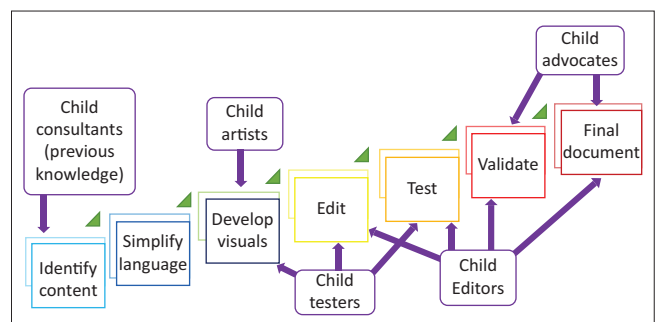 Child
advocates
Child
consultants
(previous
knowledge)
Child
artists
Final
document
Validate
Test
Edit
Develop
visuals
Simplify
language
Identify
content
Child
testers
Child
Editors